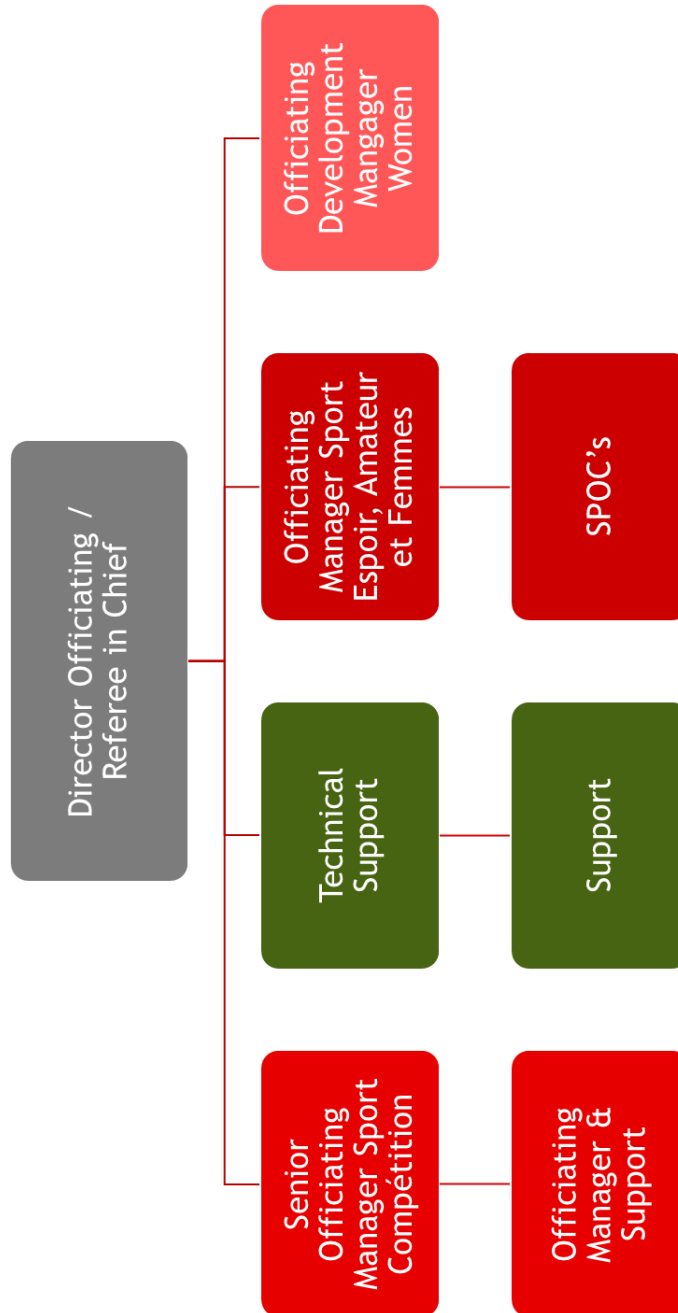 Director Officiating /
Referee in Chief
Senior
Officiating
Manager Sport
Compétition
Technical
Support
Officiating
Manager Sport
Espoir, Amateur
et Femmes
Officiating
Development
Mangager
Women
Officiating
Manager &
Support
Support
SPOC's